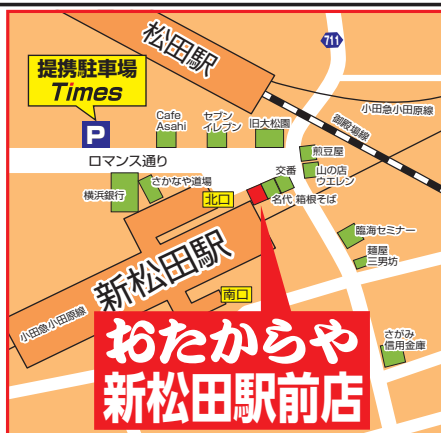 711
松田駅
提携駐車場
Times
P
Cafe
Asahi
セブン
イレブン
旧大松園
小田急小田原線
御殿場線
ロマンス通り
煎豆屋
山の店
ウエレン
交番
さかなや道場
横浜銀行
北口
名代 箱根そば
臨海セミナー
麺屋
三男坊
新松田駅
小田急小田原線
南口
さがみ
信用金庫
おたからや
新松田駅前店